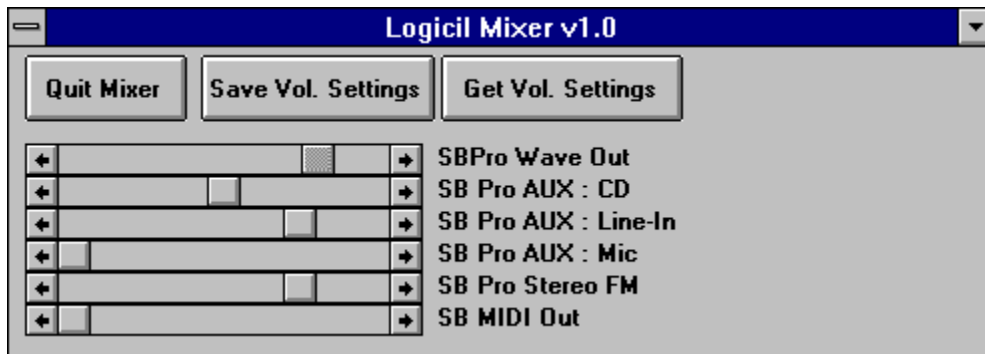 Logicil Mixer v1.0
Quit Mixer Save Vol. Settings Get Vol. Settings
SBPro Wave Out
SB Pro AUX : CD
SB Pro AUX : Line-In
SB Pro AUX : Mic
SB Pro Stereo FM
SB MIDI Out